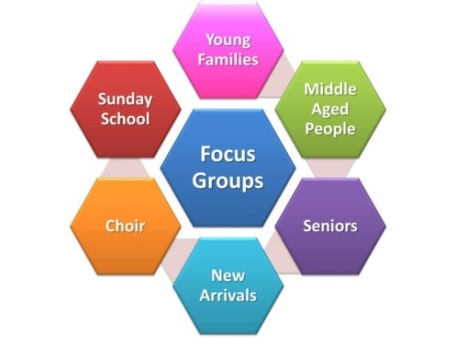 Young
Families
Middle
Aged
People
Sunday
School
Focus
Groups
Choir
Seniors
New
Arrivals